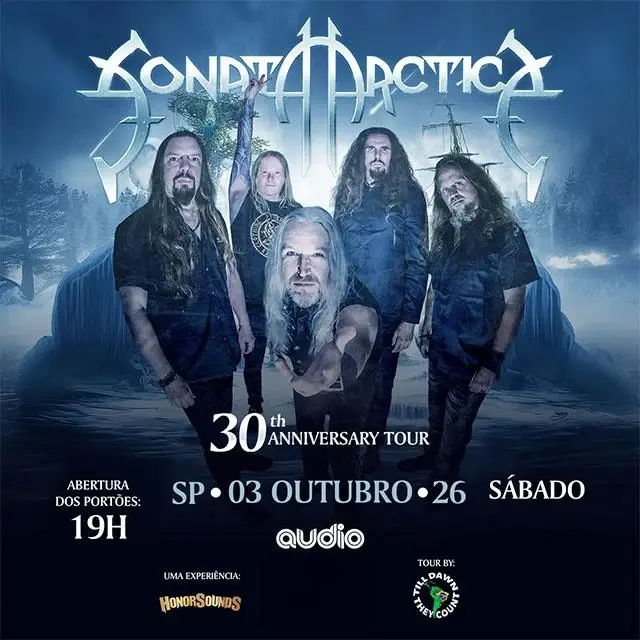 SONATA ARCTICA
30th
ANNIVERSARY TOUR
ABERTURA
DOS PORTÕES:
19H
SP • 03 OUTUBRO • 26
SÁBADO
audio
UMA EXPERIÊNCIA:
HONORSOUNDS
TOUR BY:
TILL DAWN
THEY COUNT